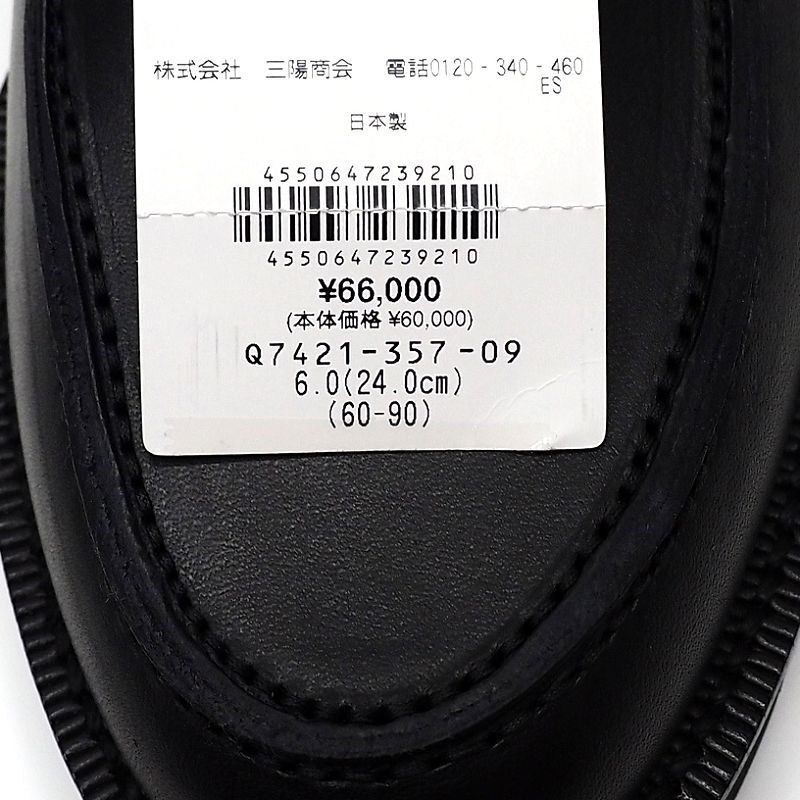 株式会社 三陽商会 電話0120-340-460
ES
日本製
4550647239210
4550647239210
¥66,000
(本体価格 ¥60,000)
Q7421-357-09
6.0(24.0cm)
(60-90)